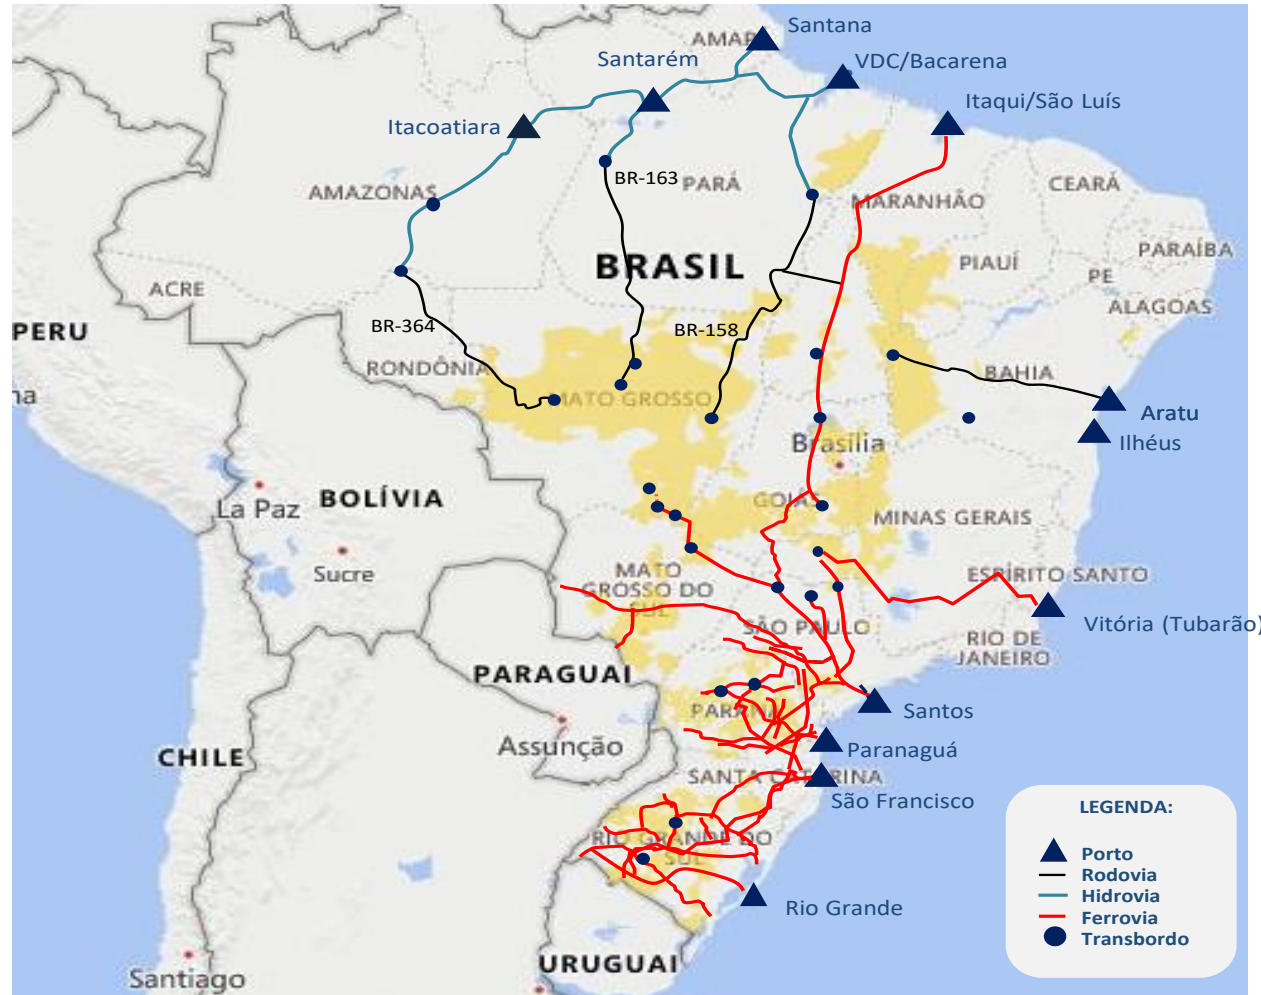 Santana
AMAP
Santarém
VDC/Bacarena
Itaqui/São Luís
Itacoatiara
BR-163
PARÁ
AMAZONAS
MARANHÃO
CEARÁ
BRASIL
PIAUÍ
PARAÍBA
PE
ALAGOAS
ACRE
PERU
BR-364
BR-158
RONDÔNIA
BAHIA
na
MATO GROSSO
Aratu
Ilhéus
Brasília
La Paz
BOLÍVIA
GOIÁS
MINAS GERAIS
Sucre
MATO
GROSSO DO
SUL
ESPÍRITO SANTO
SÃO PAULO
Vitória (Tubarão)
RIO DE
JANEIRO
PARAGUAI
PARANÁ
Santos
Assunção
Paranaguá
CHILE
SANTA CATARINA
São Francisco
LEGENDA:
RIO GRANDE DO
SUL
Porto
Rodovia
Hidrovia
Ferrovia
Transbordo
Rio Grande
URUGUAI
Santiago